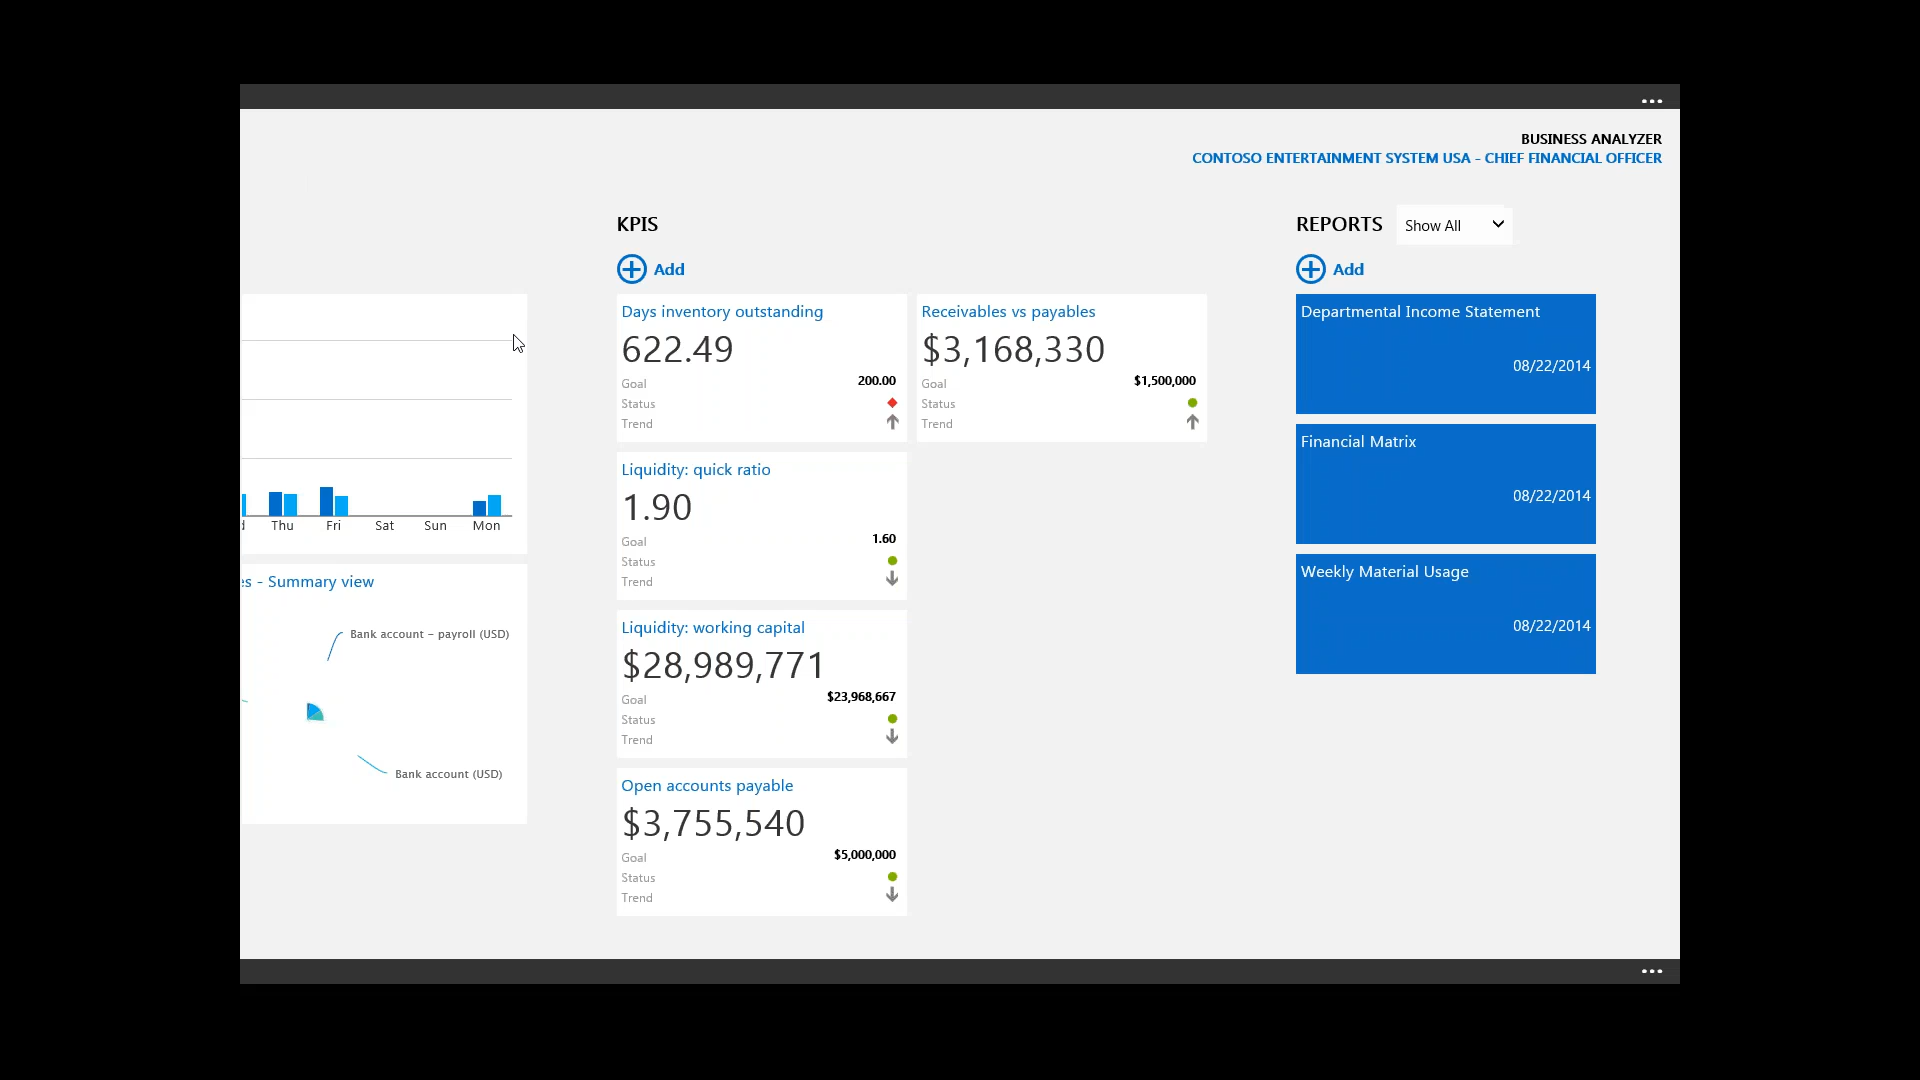 BUSINESS ANALYZER
CONTOSO ENTERTAINMENT SYSTEM USA - CHIEF FINANCIAL OFFICER
Thu Fri Sat Sun Mon
es - Summary view
Bank account - payroll (USD)
Bank account (USD)
KPIS
Add
Days inventory outstanding
622.49
Goal 200.00
Status
Trend
Receivables vs payables
$3,168,330
Goal $1,500,000
Status
Trend
Liquidity: quick ratio
1.90
Goal 1.60
Status
Trend
Liquidity: working capital
$28,989,771
Goal $23,968,667
Status
Trend
Open accounts payable
$3,755,540
Goal $5,000,000
Status
Trend
REPORTS Show All
Add
Departmental Income Statement
08/22/2014
Financial Matrix
08/22/2014
Weekly Material Usage
08/22/2014